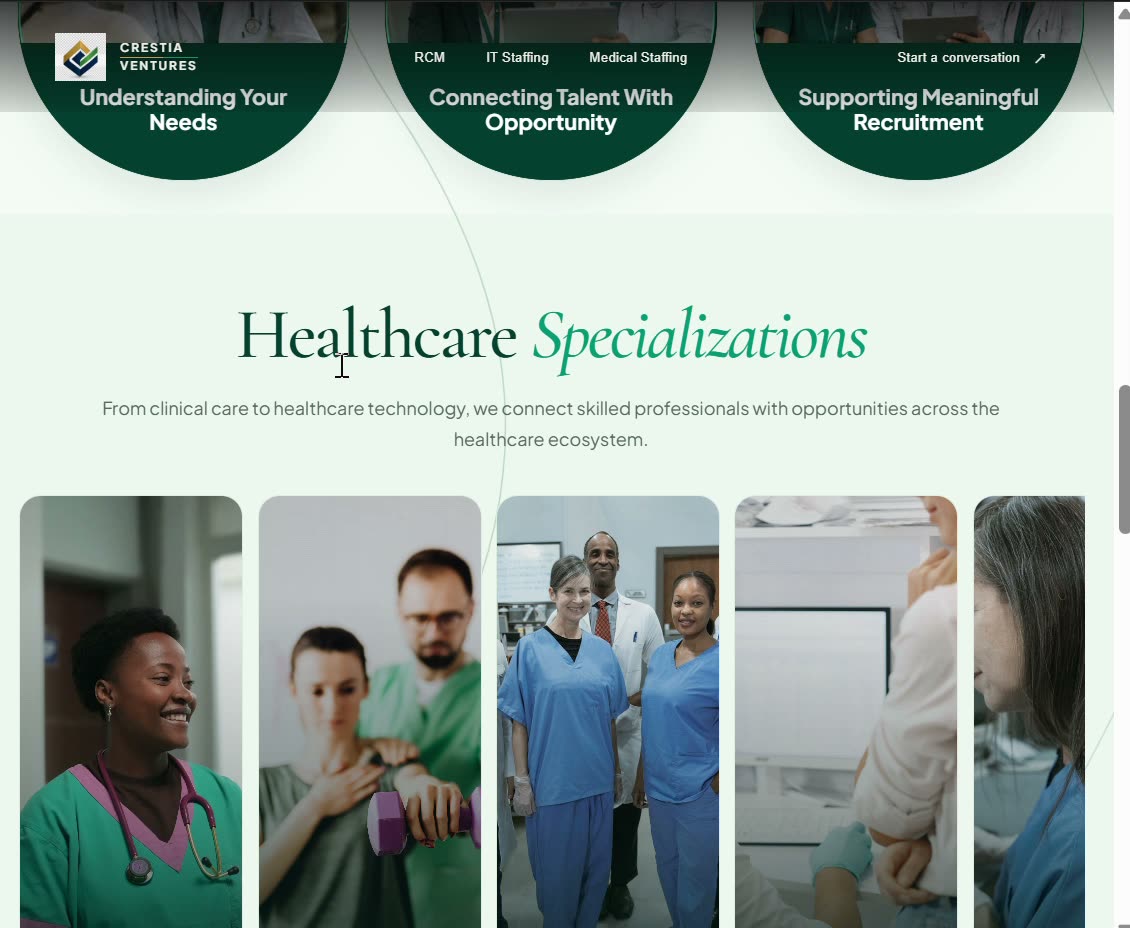 CRESTIA
VENTURES
RCM
IT Staffing
Medical Staffing
Start a conversation ↗
Understanding Your
Needs
Connecting Talent With
Opportunity
Supporting Meaningful
Recruitment
Healthcare Specializations
From clinical care to healthcare technology, we connect skilled professionals with opportunities across the
healthcare ecosystem.